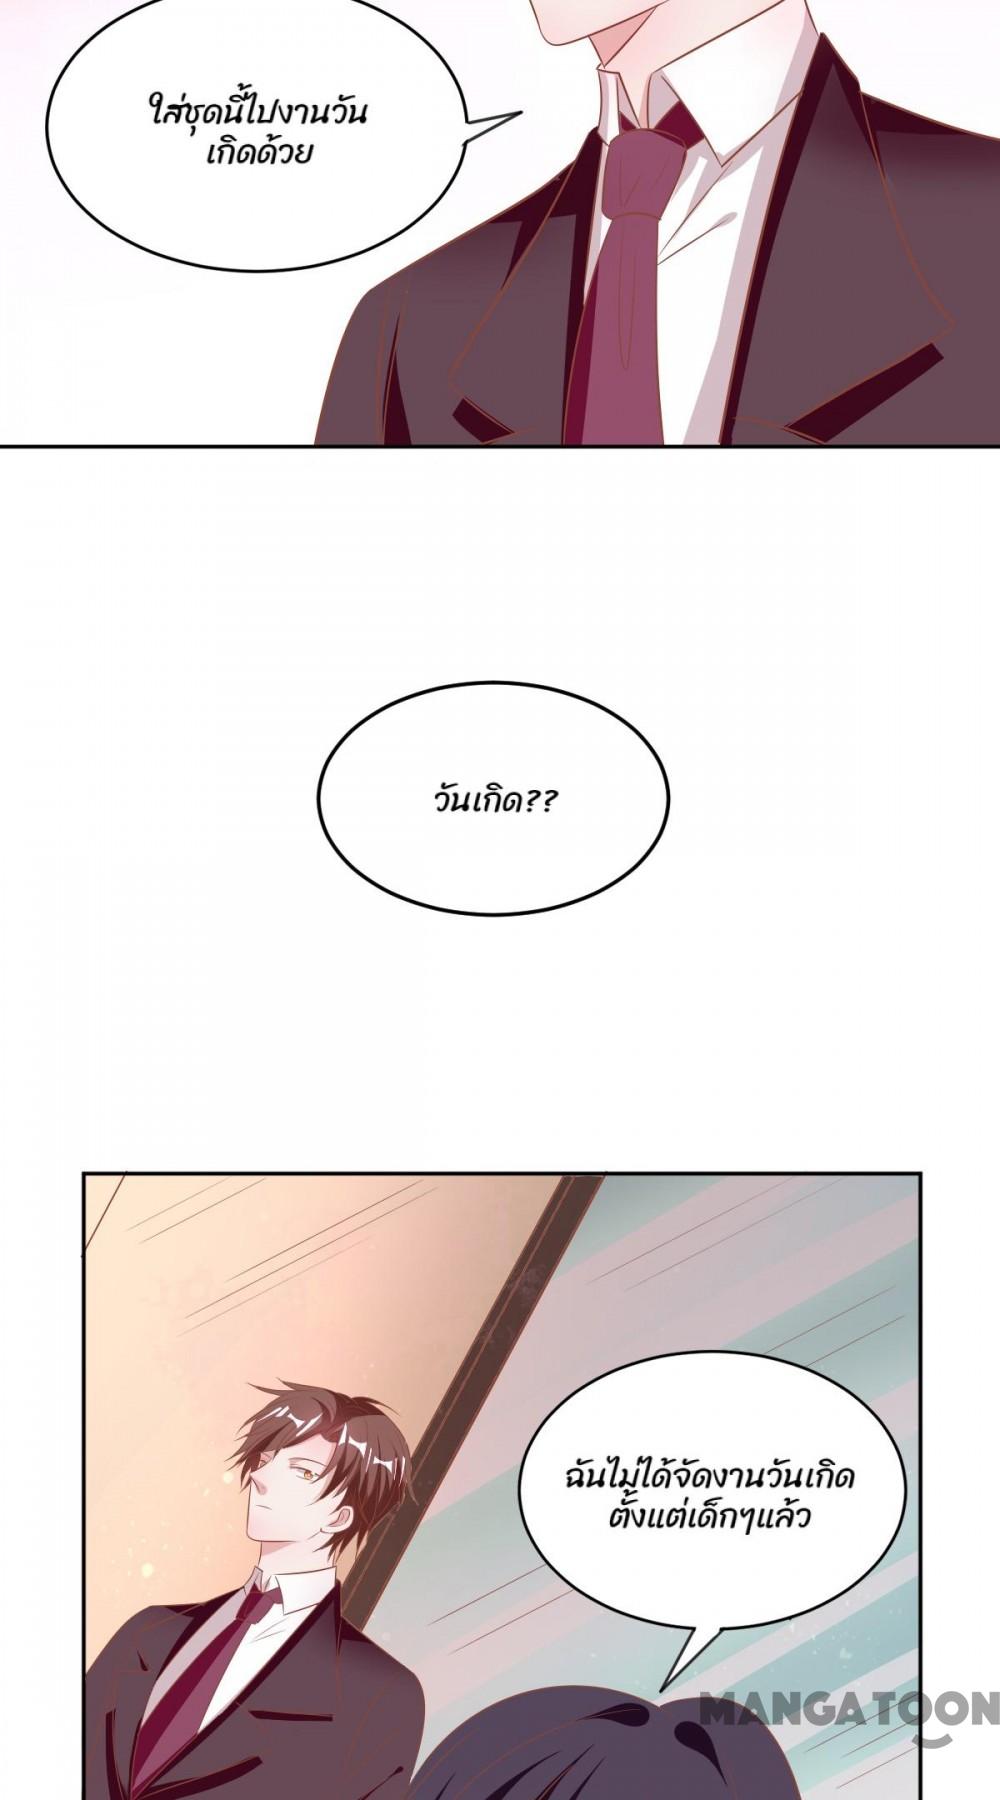 ใส่ชุดนี้ไปงานวัน
เกิดด้วย
วันเกิด??
ฉันไม่ได้จัดงานวันเกิด
ตั้งแต่เด็กๆแล้ว
MANGATOON